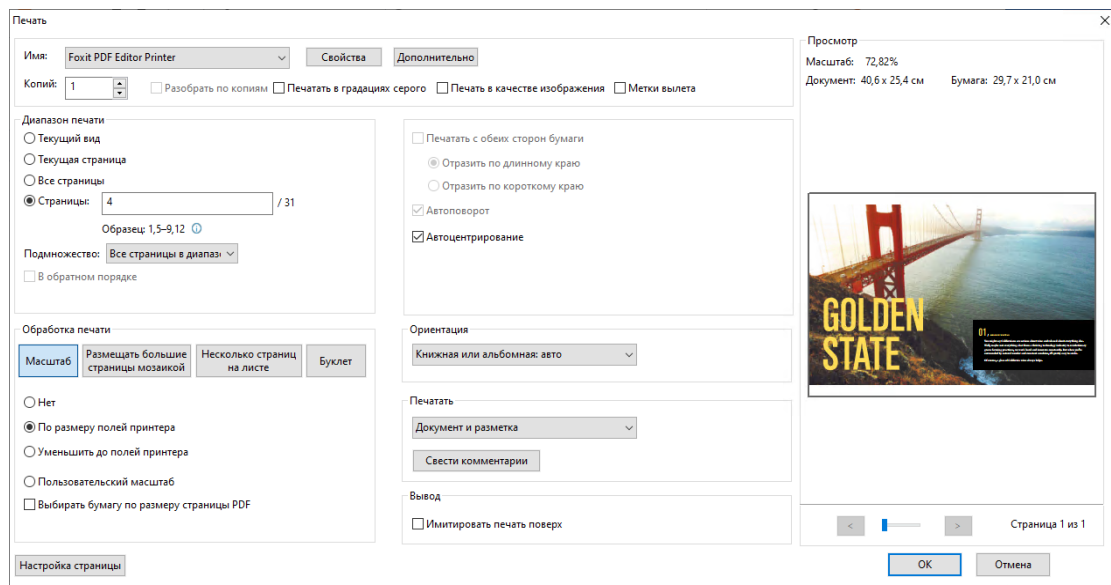 Печать
Имя:
Foxit PDF Editor Printer
Свойства
Дополнительно
Копий:
1
Разобрать по копиям
Печатать в градациях серого
Печать в качестве изображения
Метки вылета
Диапазон печати
Текущий вид
Текущая страница
Все страницы
Страницы:
4
/ 31
Образец: 1,5–9,12
Подмножество:
Все страницы в диапаз
В обратном порядке
Печатать с обеих сторон бумаги
Отразить по длинному краю
Отразить по короткому краю
Автоповорот
Автоцентрирование
Обработка печати
Масштаб
Размещать большие
страницы мозаикой
Несколько страниц
на листе
Буклет
Нет
По размеру полей принтера
Уменьшить до полей принтера
Пользовательский масштаб
Выбирать бумагу по размеру страницы PDF
Ориентация
Книжная или альбомная: авто
Печатать
Документ и разметка
Свести комментарии
Вывод
Имитировать печать поверх
Настройка страницы
Просмотр
Масштаб: 72,82%
Документ: 40,6 x 25,4 см
Бумага: 29,7 x 21,0 см
GOLDEN
STATE
01
<
>
Страница 1 из 1
ОК
Отмена